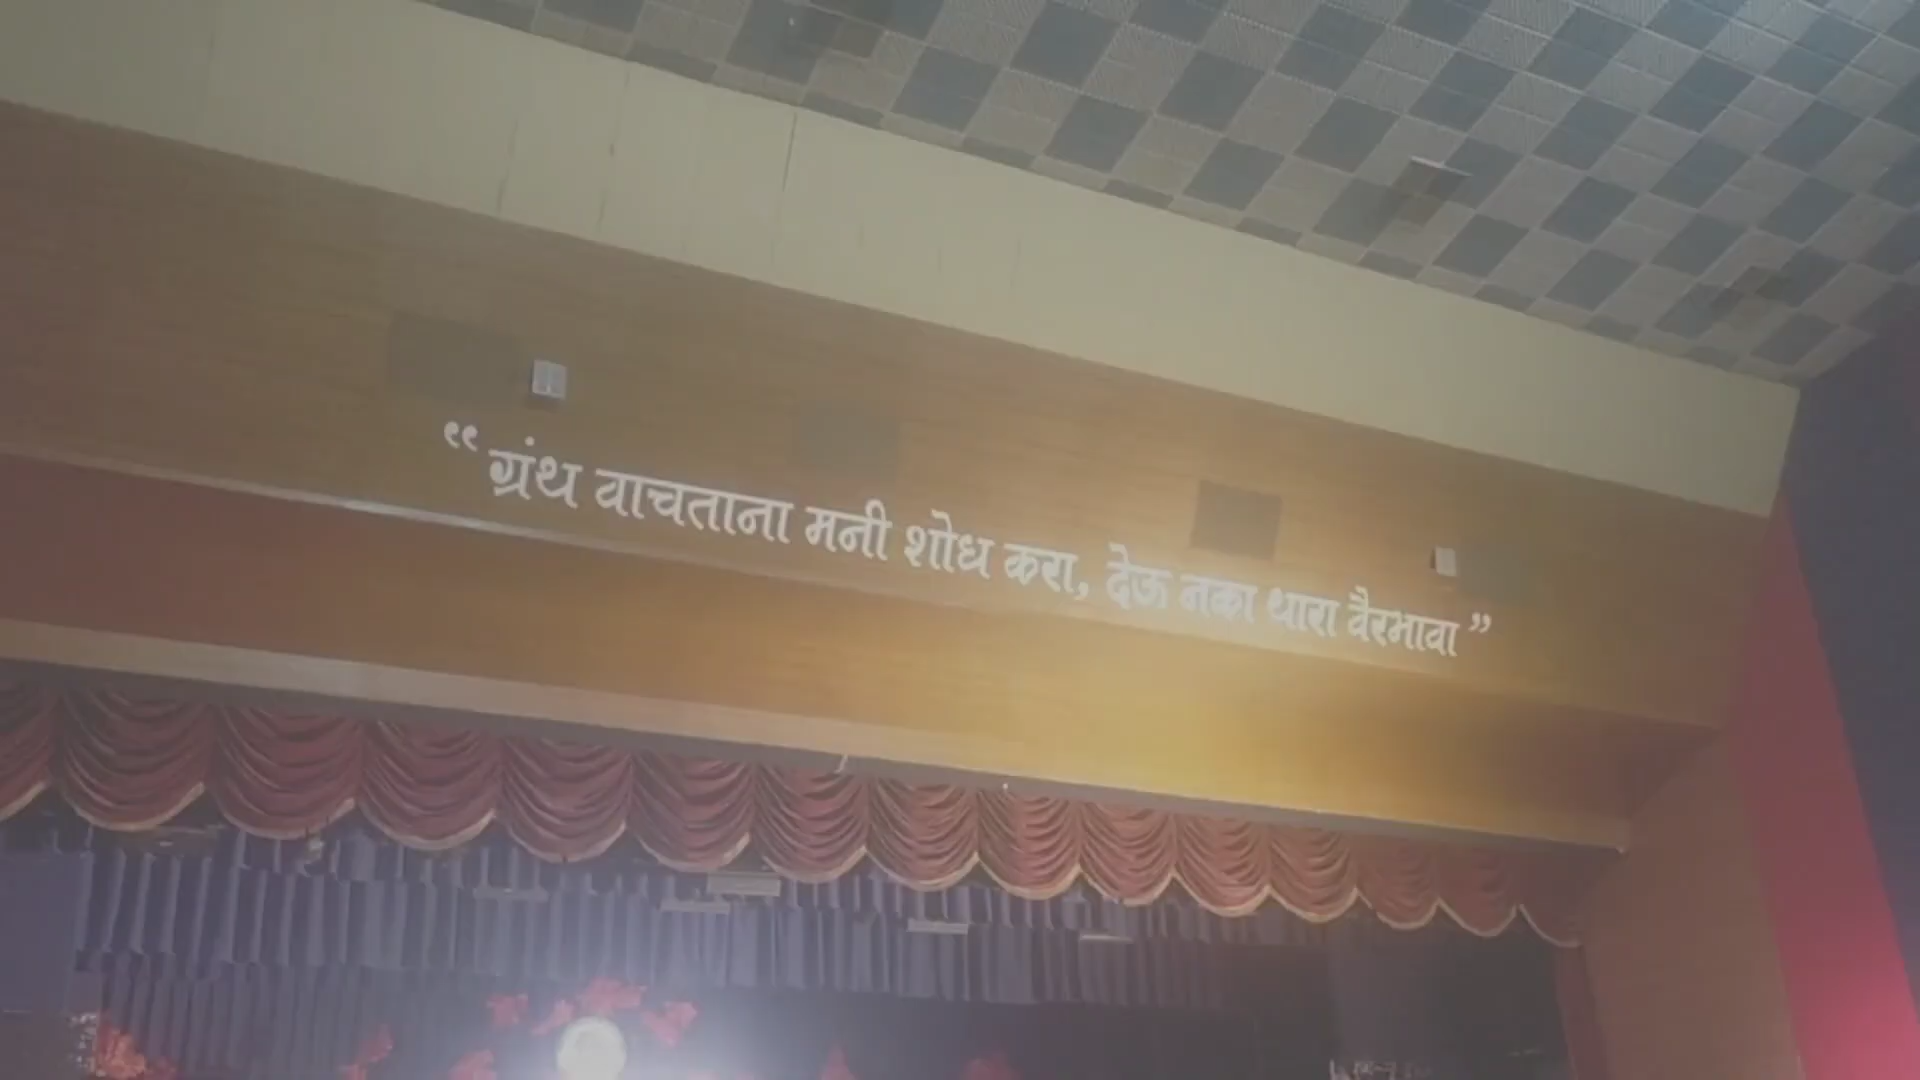 “ ग्रंथ वाचताना मनी शोध करा, देऊ नका थारा वैरभावा ”